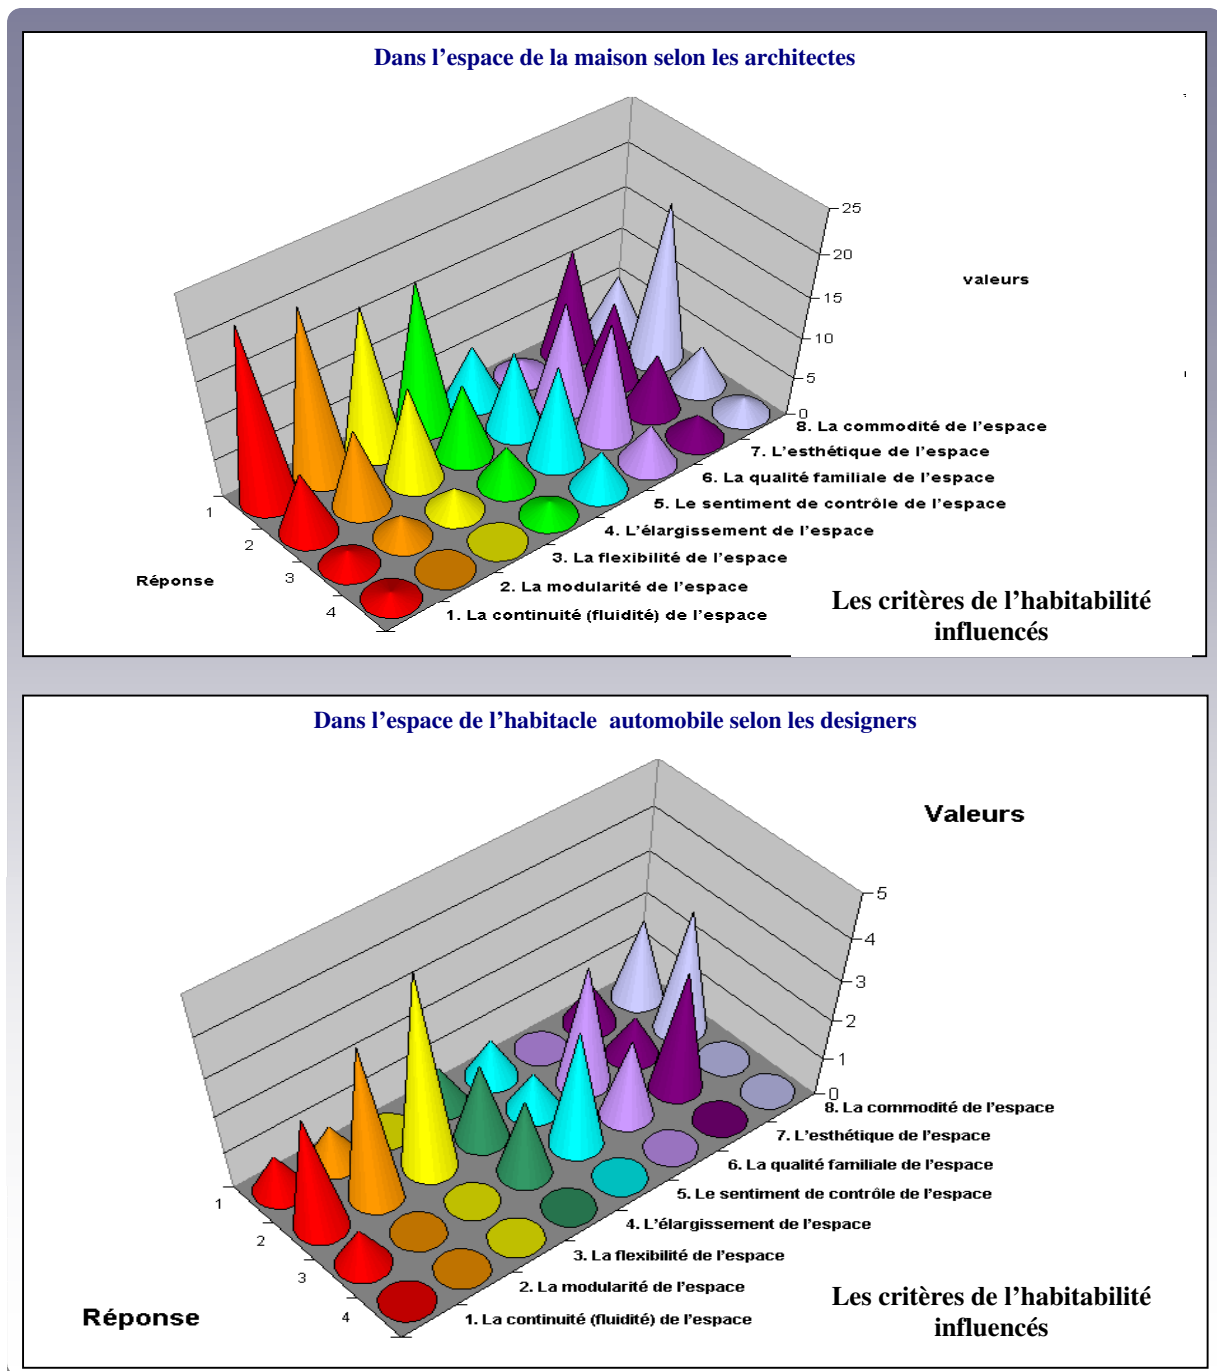 Dans l'espace de la maison selon les architectes
25
20
valeurs
15
10
5
0
8. La commodité de l'espace
7. L'esthétique de l'espace
6. La qualité familiale de l'espace
1
5. Le sentiment de contrôle de l'espace
4. L'élargissement de l'espace
2
3. La flexibilité de l'espace
3
Réponse
2. La modularité de l'espace
4
1. La continuité (fluidité) de l'espace
Les critères de l'habitabilité
influencés
Dans l'espace de l'habitacle automobile selon les designers
Valeurs
5
4
3
2
1
0
8. La commodité de l'espace
7. L'esthétique de l'espace
6. La qualité familiale de l'espace
5. Le sentiment de contrôle de l'espace
1
4. L'élargissement de l'espace
2
3. La flexibilité de l'espace
3
2. La modularité de l'espace
4
1. La continuité (fluidité) de l'espace
Réponse
Les critères de l'habitabilité
influencés